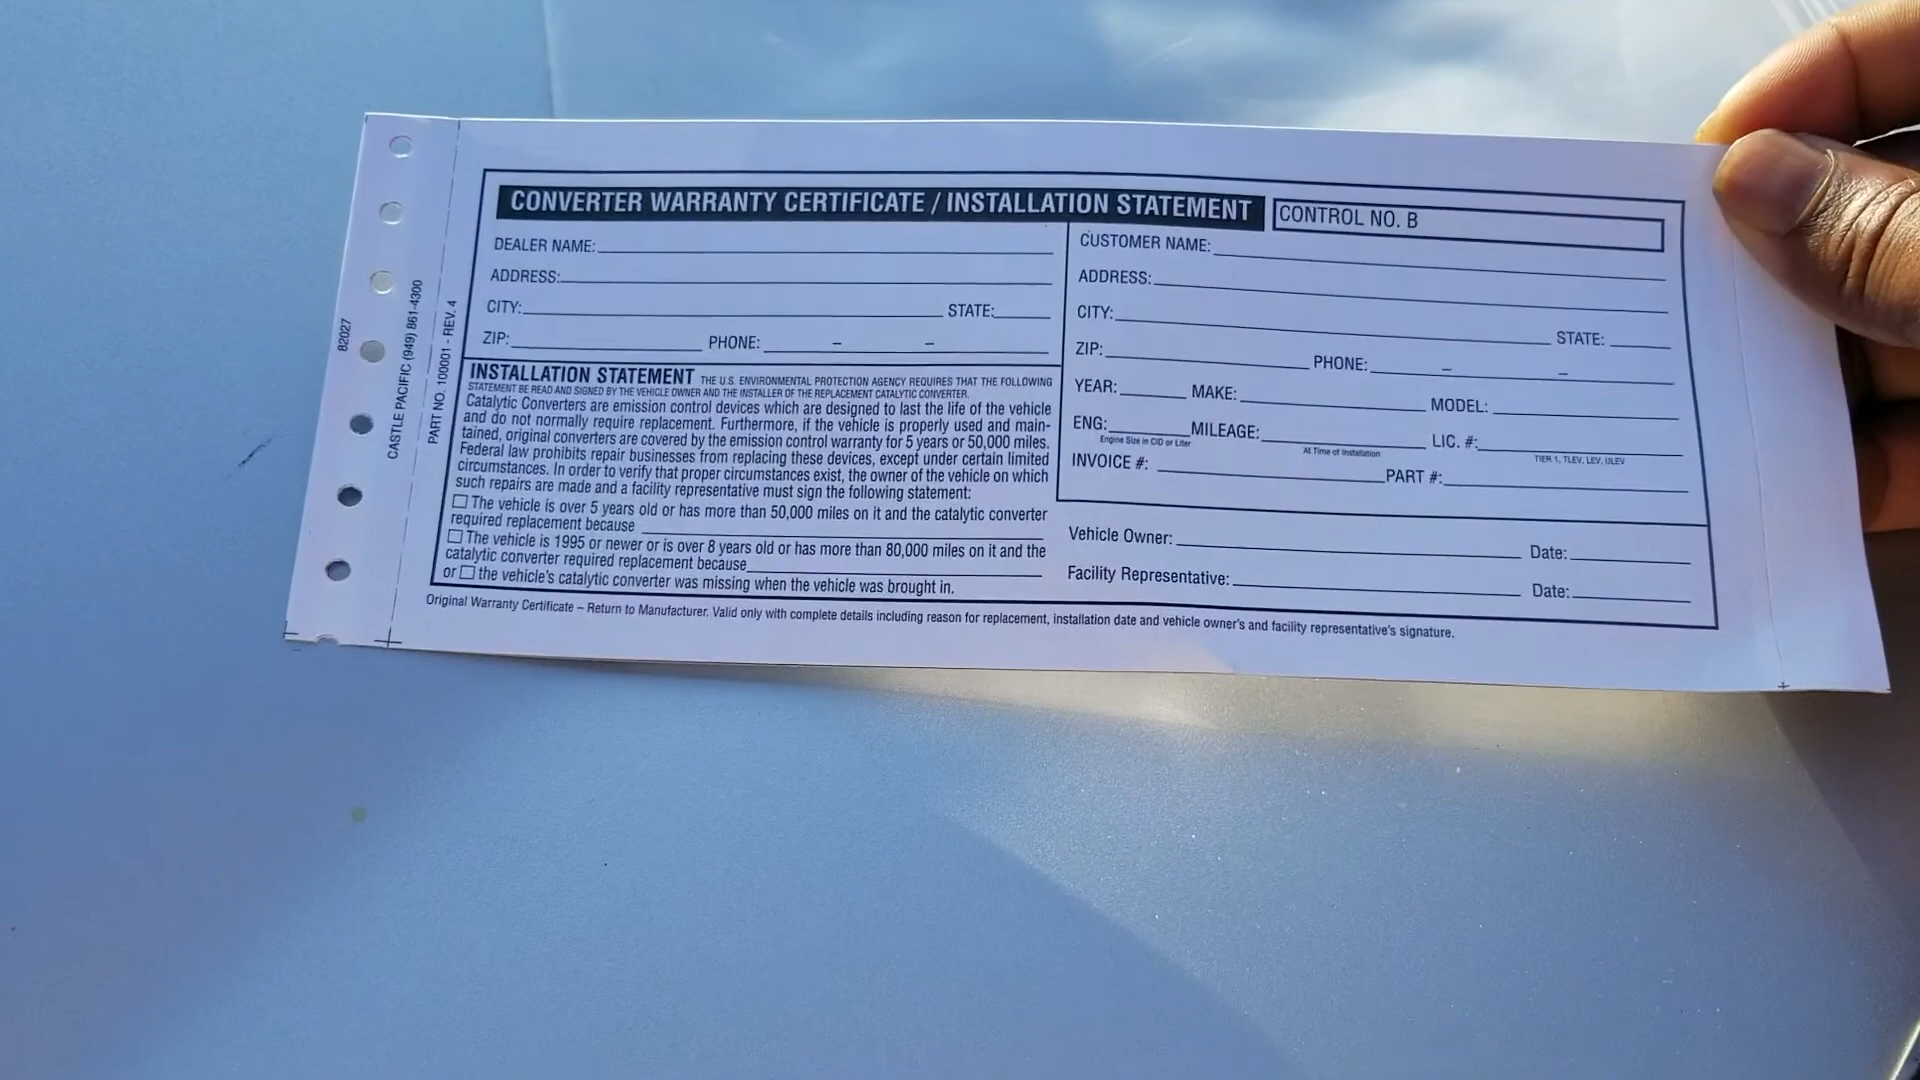 82027
CASTLE PACIFIC (949) 861-4300
PART NO. 100001 - REV. 4
CONVERTER WARRANTY CERTIFICATE / INSTALLATION STATEMENT
CONTROL NO. B
DEALER NAME:
ADDRESS:
CITY: STATE:
ZIP: PHONE: – –
INSTALLATION STATEMENT THE U.S. ENVIRONMENTAL PROTECTION AGENCY REQUIRES THAT THE FOLLOWING
STATEMENT BE READ AND SIGNED BY THE VEHICLE OWNER AND THE INSTALLER OF THE REPLACEMENT CATALYTIC CONVERTER.
Catalytic Converters are emission control devices which are designed to last the life of the vehicle
and do not normally require replacement. Furthermore, if the vehicle is properly used and main-
tained, original converters are covered by the emission control warranty for 5 years or 50,000 miles.
Federal law prohibits repair businesses from replacing these devices, except under certain limited
circumstances. In order to verify that proper circumstances exist, the owner of the vehicle on which
such repairs are made and a facility representative must sign the following statement:
☐ The vehicle is over 5 years old or has more than 50,000 miles on it and the catalytic converter
required replacement because
☐ The vehicle is 1995 or newer or is over 8 years old or has more than 80,000 miles on it and the
catalytic converter required replacement because
or ☐ the vehicle's catalytic converter was missing when the vehicle was brought in.
CUSTOMER NAME:
ADDRESS:
CITY: STATE:
ZIP: PHONE: – –
YEAR: MAKE: MODEL:
ENG: MILEAGE: LIC. #:
Engine Size in CID or Liter At Time of Installation TIER 1, TLEV, LEV, ULEV
INVOICE #: PART #:
Vehicle Owner: Date:
Facility Representative: Date:
Original Warranty Certificate – Return to Manufacturer. Valid only with complete details including reason for replacement, installation date and vehicle owner's and facility representative's signature.